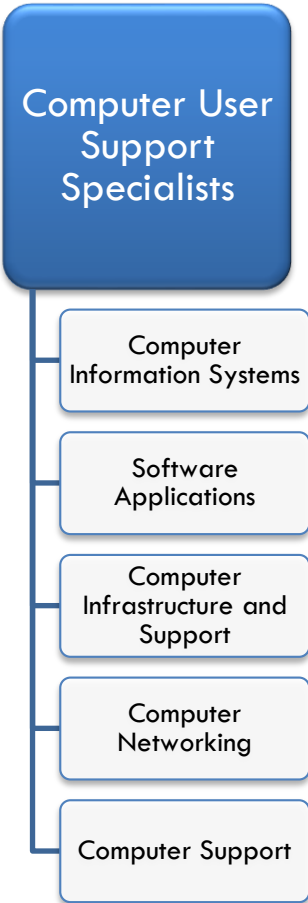 Computer User
Support
Specialists
Computer
Information Systems
Software
Applications
Computer
Infrastructure and
Support
Computer
Networking
Computer Support